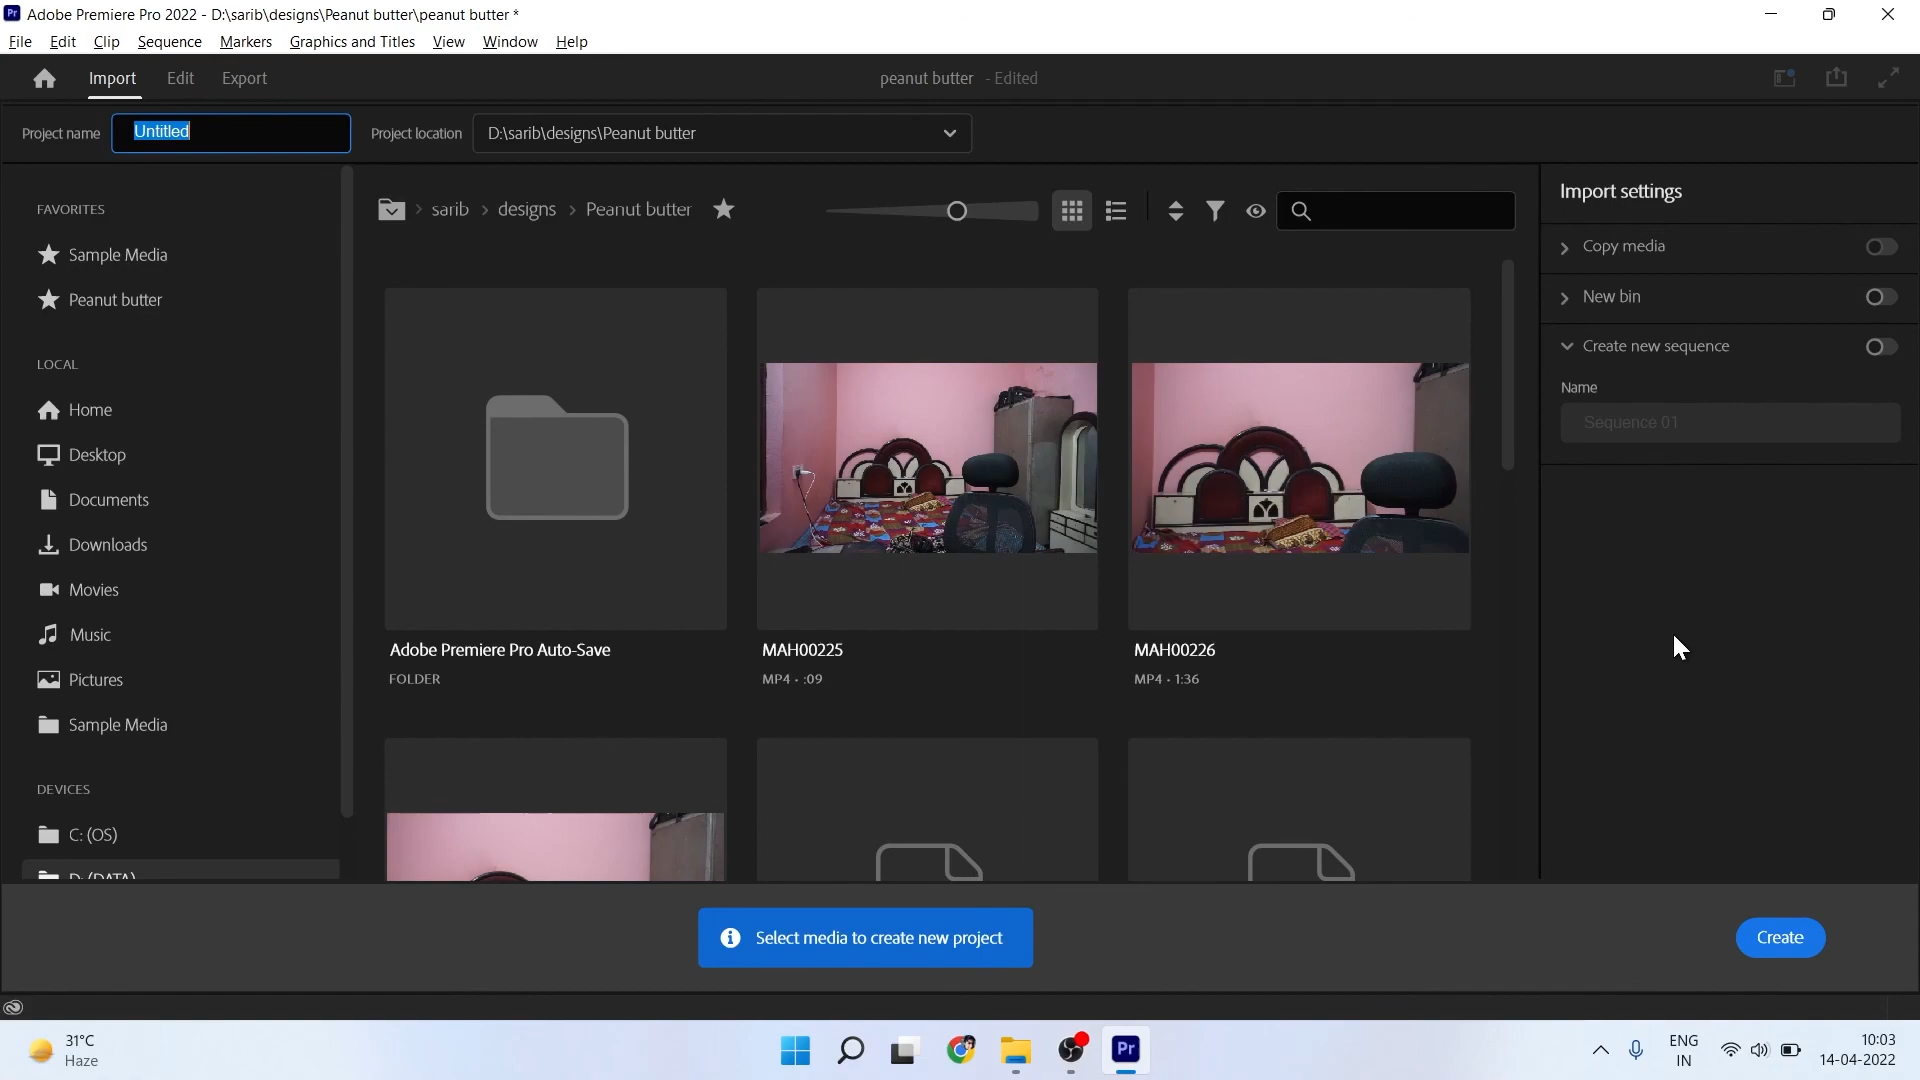 Pr Adobe Premiere Pro 2022 - D:\sarib\designs\Peanut butter\peanut butter *
File Edit Clip Sequence Markers Graphics and Titles View Window Help
Import Edit Export peanut butter - Edited
Project name Untitled Project location D:\sarib\designs\Peanut butter
sarib designs Peanut butter
Import settings
FAVORITES
Sample Media
Peanut butter
LOCAL
Home
Desktop
Documents
Downloads
Movies
Music
Pictures
Sample Media
DEVICES
C: (OS)
D: (DATA)
Adobe Premiere Pro Auto-Save
FOLDER
MAH00225
MP4 · :09
MAH00226
MP4 · 1:36
Copy media
New bin
Create new sequence
Name
Sequence 01
Select media to create new project
Create
31°C
Haze
Pr
ENG
IN
10:03
14-04-2022